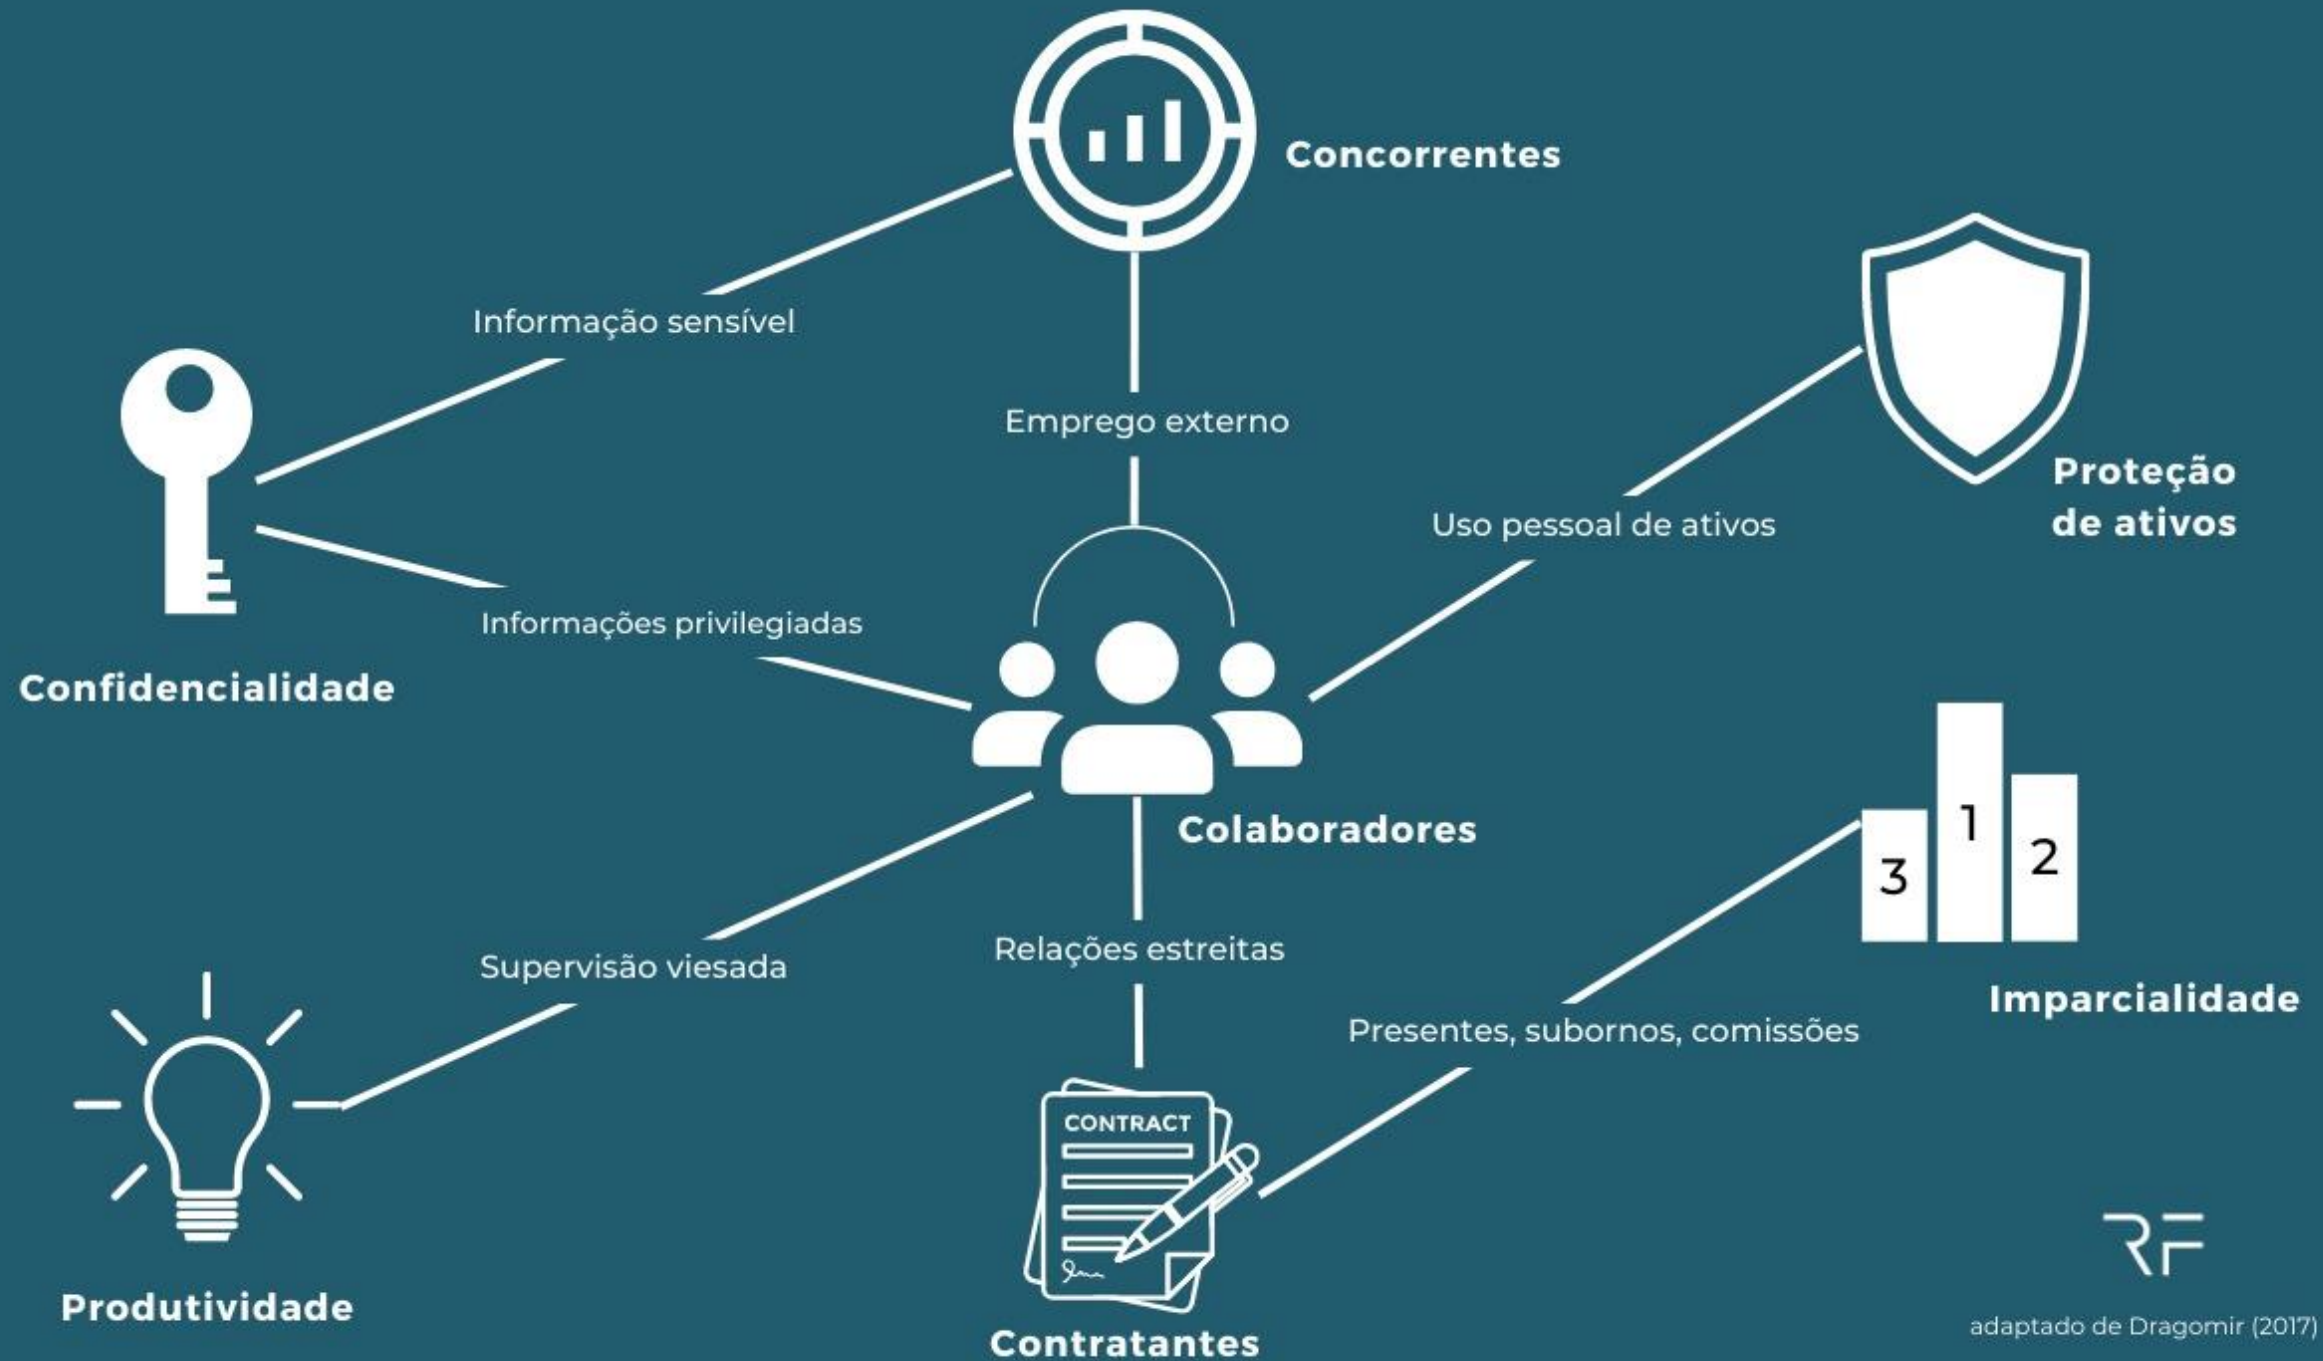 Concorrentes
Informação sensível
Emprego externo
Proteção
de ativos
Uso pessoal de ativos
Informações privilegiadas
Confidencialidade
Colaboradores
1
2
3
Relações estreitas
Supervisão viesada
Imparcialidade
Presentes, subornos, comissões
CONTRACT
RF
Produtividade
Contratantes
adaptado de Dragomir (2017)